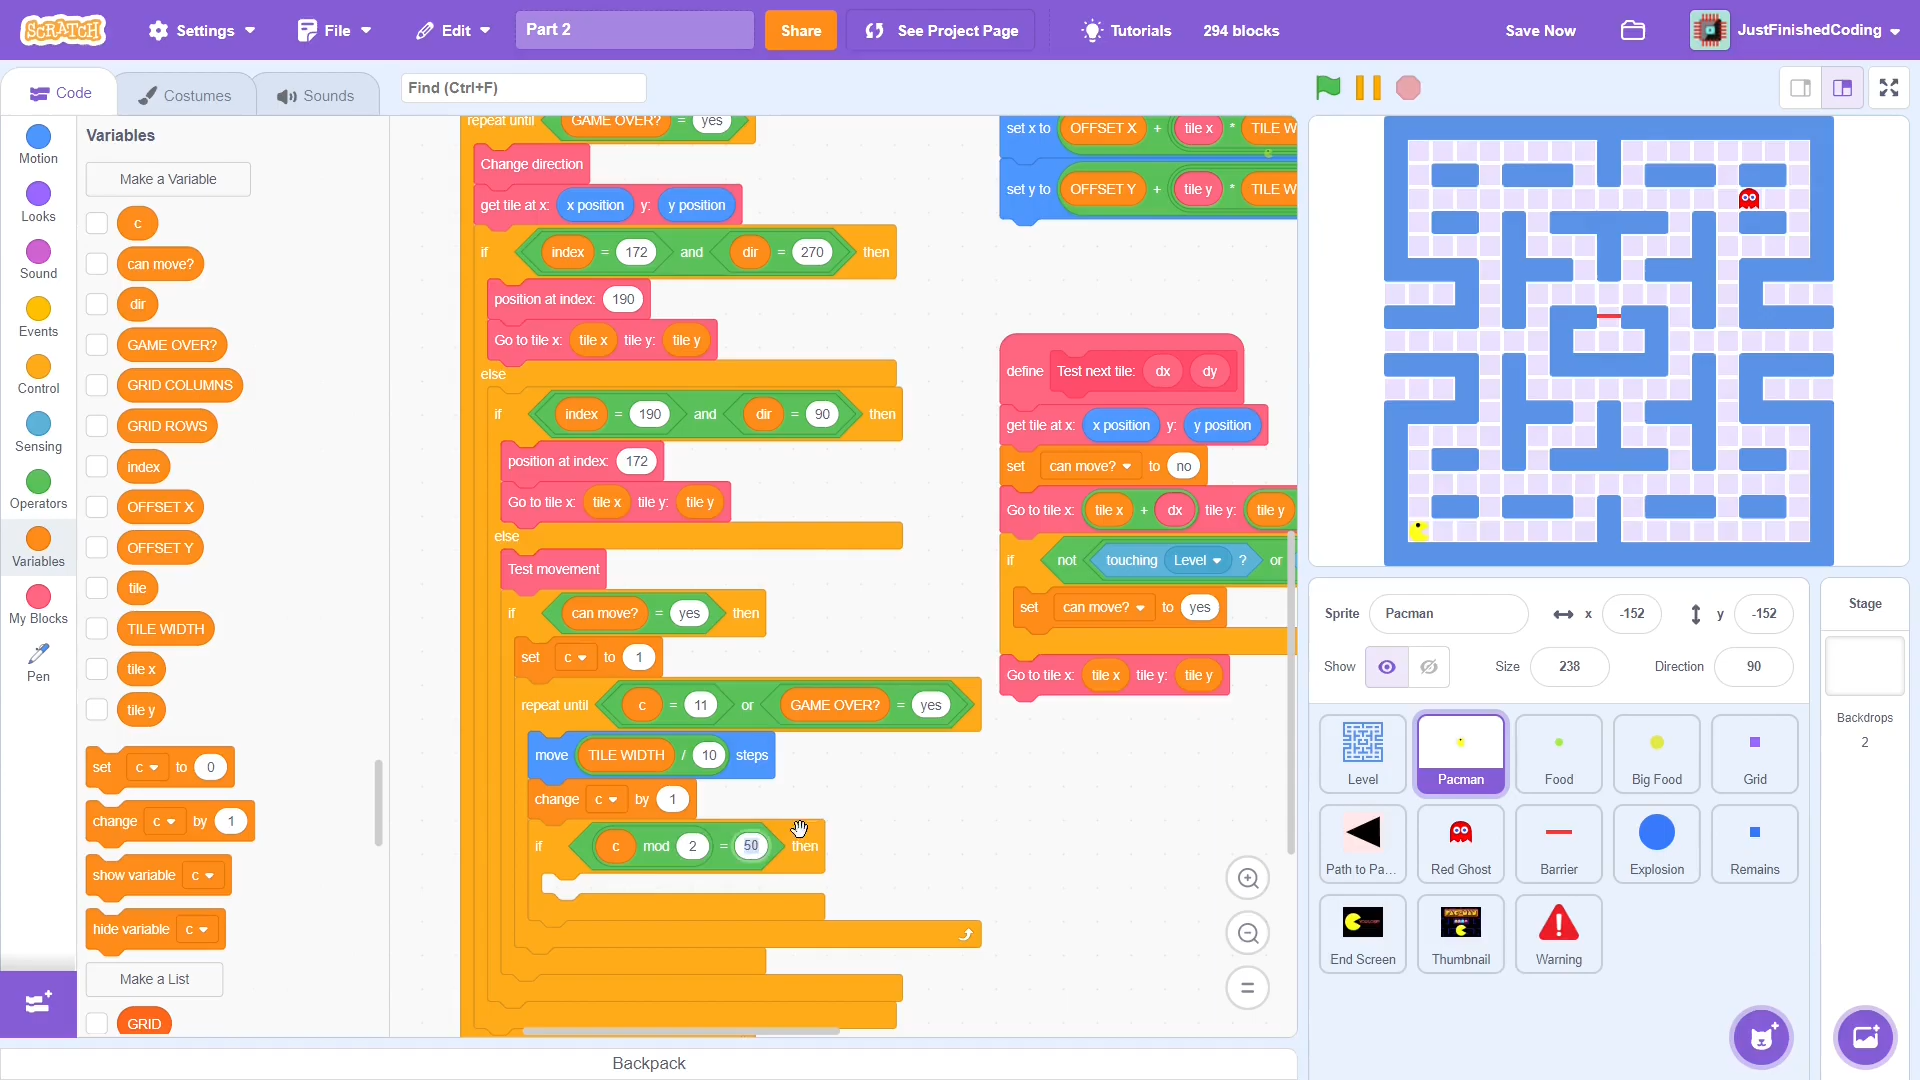 SCRATCH
Settings
File
Edit
Part 2
Share
See Project Page
Tutorials
294 blocks
Save Now
JustFinishedCoding
Code
Costumes
Sounds
Find (Ctrl+F)
Motion
Looks
Sound
Events
Control
Sensing
Operators
Variables
My Blocks
Pen
Variables
Make a Variable
c
can move?
dir
GAME OVER?
GRID COLUMNS
GRID ROWS
index
OFFSET X
OFFSET Y
tile
TILE WIDTH
tile x
tile y
set c to 0
change c by 1
show variable c
hide variable c
Make a List
GRID
repeat until GAME OVER? = yes
Change direction
get tile at x: x position y: y position
if index = 172 and dir = 270 then
position at index: 190
Go to tile x: tile x tile y: tile y
else
if index = 190 and dir = 90 then
position at index: 172
Go to tile x: tile x tile y: tile y
else
Test movement
if can move? = yes then
set c to 1
repeat until c = 11 or GAME OVER? = yes
move TILE WIDTH / 10 steps
change c by 1
if c mod 2 = 50 then
set x to OFFSET X + tile x * TILE W
set y to OFFSET Y + tile y * TILE W
define Test next tile: dx dy
get tile at x: x position y: y position
set can move? to no
Go to tile x: tile x + dx tile y: tile y
if not touching Level ? or
set can move? to yes
Go to tile x: tile x tile y: tile y
Backpack
Sprite Pacman x -152 y -152
Show Size 238 Direction 90
Level
Pacman
Food
Big Food
Grid
Path to Pa...
Red Ghost
Barrier
Explosion
Remains
End Screen
Thumbnail
Warning
Stage
Backdrops
2